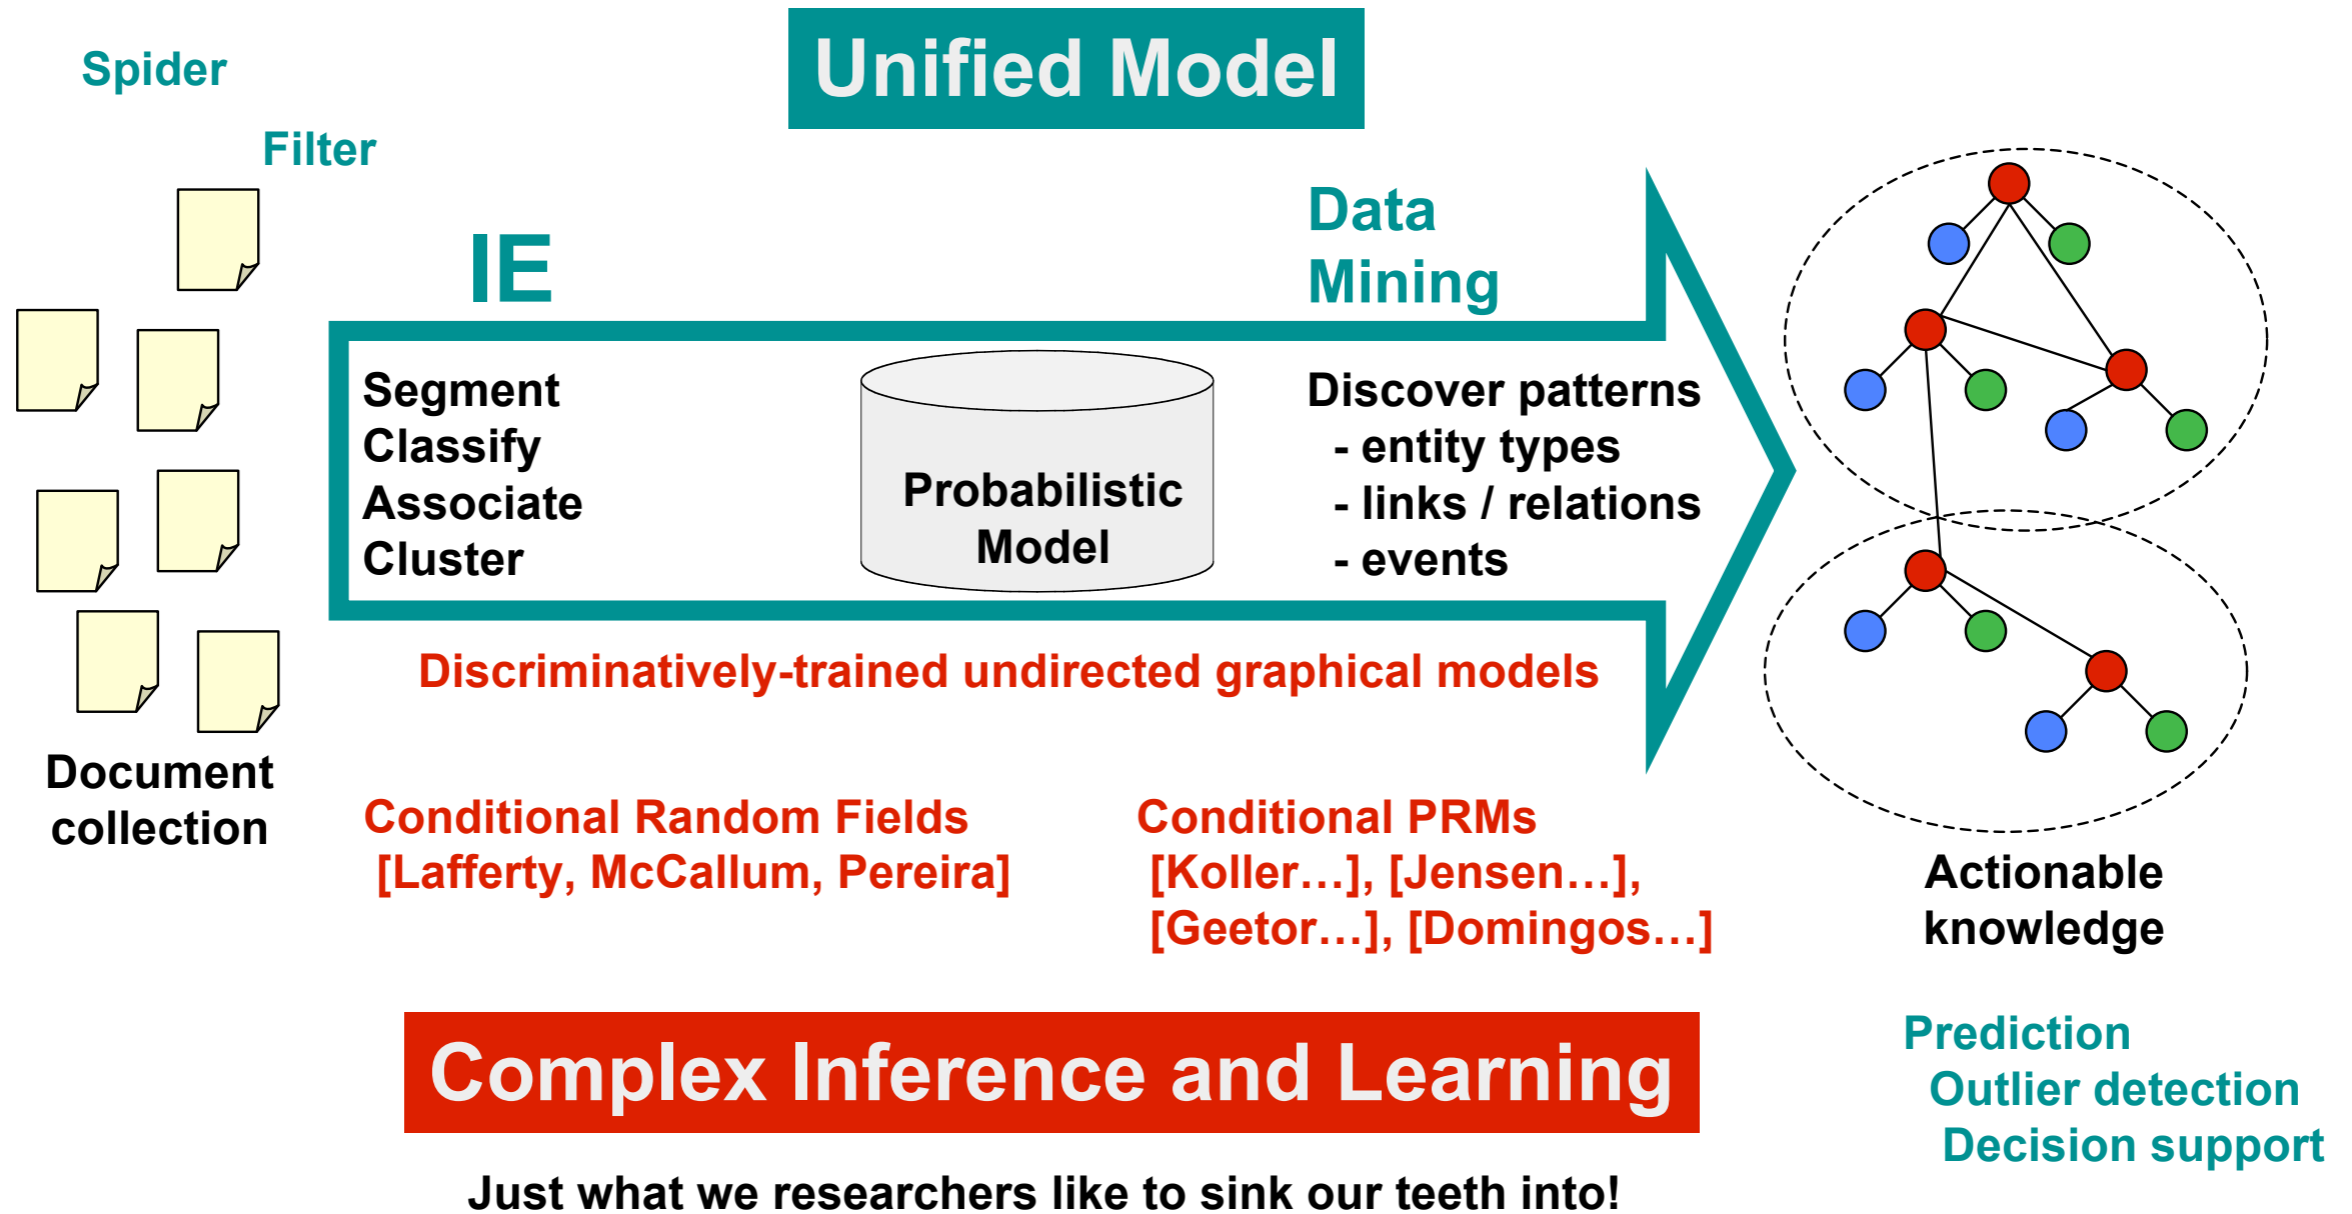 Unified Model
Spider
Filter
IE
Data
Mining
Segment
Classify
Associate
Cluster
Probabilistic
Model
Discover patterns
- entity types
- links / relations
- events
Discriminatively-trained undirected graphical models
Document
collection
Conditional Random Fields
[Lafferty, McCallum, Pereira]
Conditional PRMs
[Koller…], [Jensen…],
[Geetor…], [Domingos…]
Actionable
knowledge
Complex Inference and Learning
Prediction
Outlier detection
Decision support
Just what we researchers like to sink our teeth into!